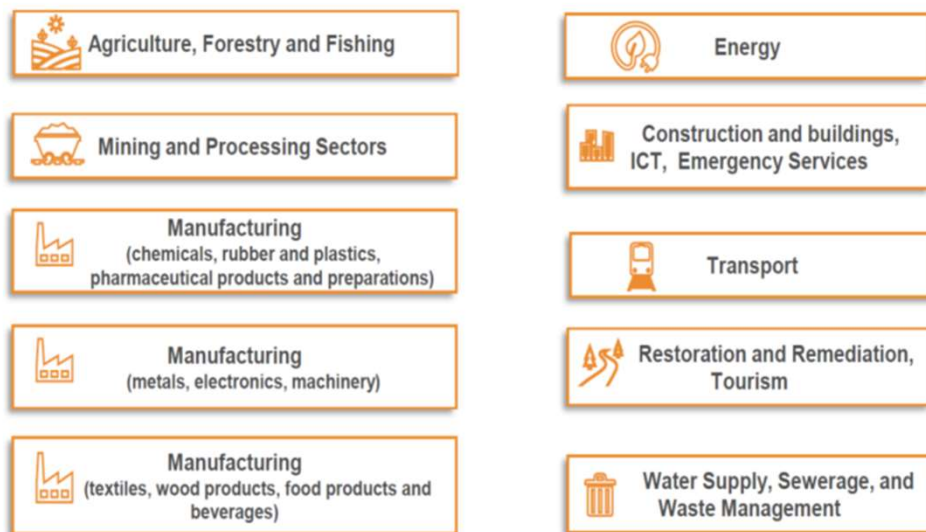 Agriculture, Forestry and Fishing
Mining and Processing Sectors
Manufacturing
(chemicals, rubber and plastics,
pharmaceutical products and preparations)
Manufacturing
(metals, electronics, machinery)
Manufacturing
(textiles, wood products, food products and
beverages)
Energy
Construction and buildings,
ICT, Emergency Services
Transport
Restoration and Remediation,
Tourism
Water Supply, Sewerage, and
Waste Management